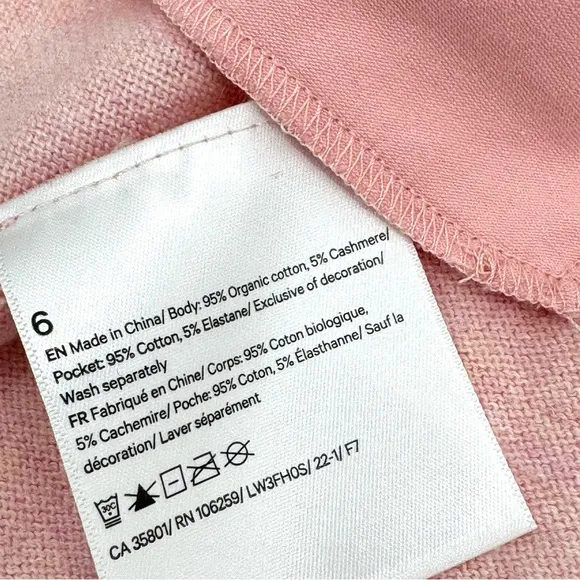 6
EN Made in China/ Body: 95% Organic cotton, 5% Cashmere/
Pocket: 95% Cotton, 5% Elastane/ Exclusive of decoration/
Wash separately
FR Fabriqué en Chine/ Corps: 95% Coton biologique,
5% Cachemire/ Poche: 95% Coton, 5% Élasthanne/ Sauf la
décoration/ Laver séparément
30C
CA 35801/ RN 106259/ LW3FH0S/ 22-1/ F7